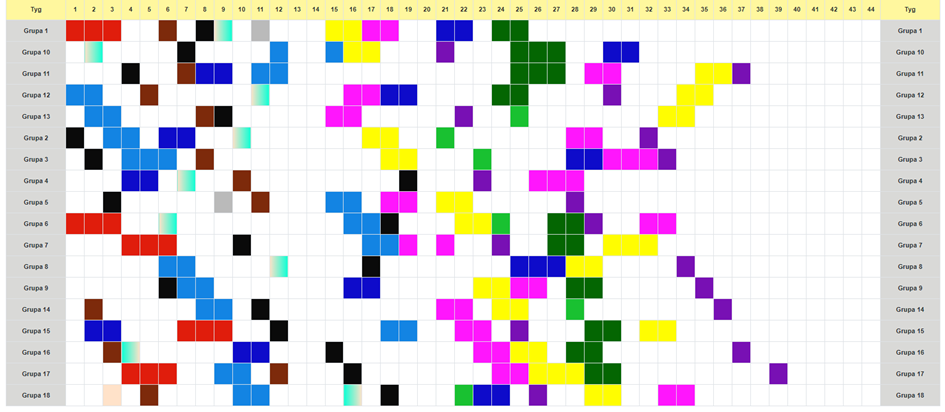 Tyg 1 2 3 4 5 6 7 8 9 10 11 12 13 14 15 16 17 18 19 20 21 22 23 24 25 26 27 28 29 30 31 32 33 34 35 36 37 38 39 40 41 42 43 44 Tyg
Grupa 1 Grupa 1
Grupa 10 Grupa 10
Grupa 11 Grupa 11
Grupa 12 Grupa 12
Grupa 13 Grupa 13
Grupa 2 Grupa 2
Grupa 3 Grupa 3
Grupa 4 Grupa 4
Grupa 5 Grupa 5
Grupa 6 Grupa 6
Grupa 7 Grupa 7
Grupa 8 Grupa 8
Grupa 9 Grupa 9
Grupa 14 Grupa 14
Grupa 15 Grupa 15
Grupa 16 Grupa 16
Grupa 17 Grupa 17
Grupa 18 Grupa 18